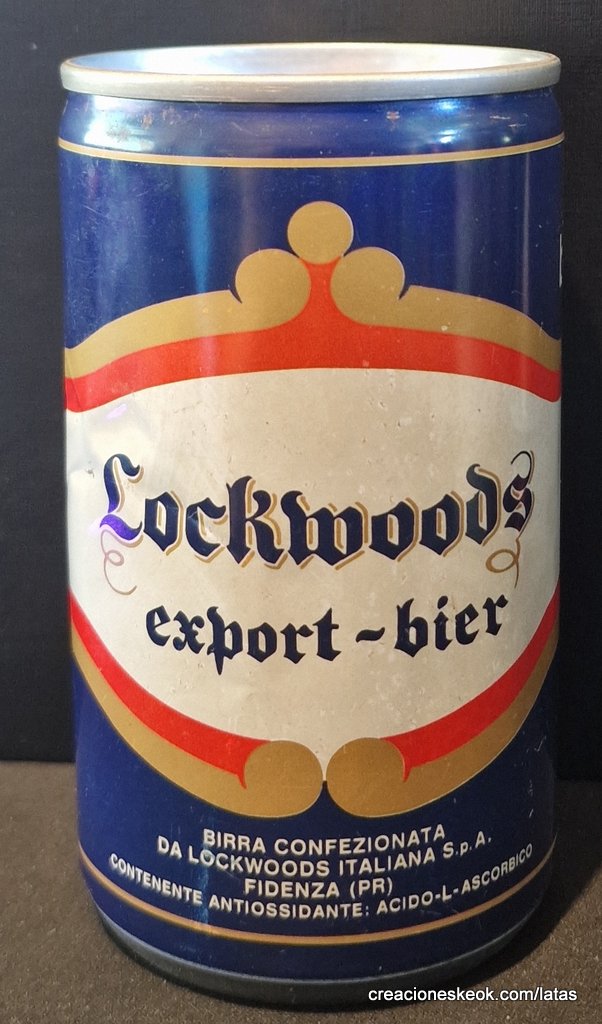 Lockwoods
export-bier
BIRRA CONFEZIONATA
DA LOCKWOODS ITALIANA S.p.A.
FIDENZA (PR)
CONTENENTE ANTIOSSIDANTE: ACIDO-L-ASCORBICO
creacioneskeok.com/latas